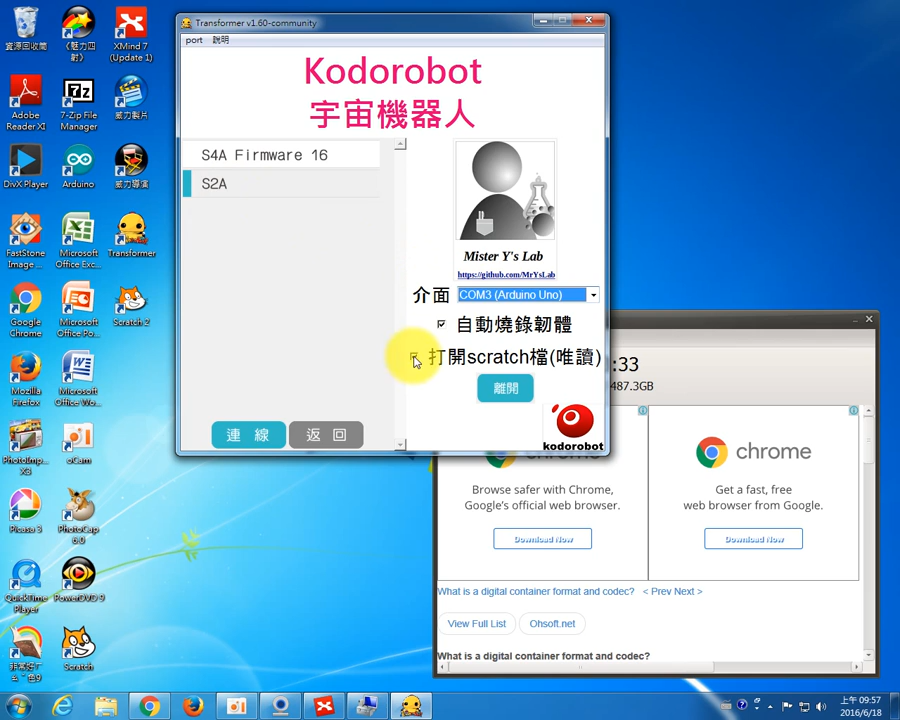 資源回收筒
《魅力四
射》
XMind 7
(Update 1)
Adobe
Reader XI
7-Zip File
Manager
威力製片
DivX Player
Arduino
威力導演
FastStone
Image ...
Microsoft
Office Exc...
Transformer
Google
Chrome
Microsoft
Office Po...
Scratch 2
Mozilla
Firefox
Microsoft
Office Wo...
PhotoImp...
X3
oCam
Picasa 3
PhotoCap
6.0
QuickTime
Player
PowerDVD 9
非常好ㄎ
色9
Scratch
Transformer v1.60-community
port 說明
Kodorobot
宇宙機器人
S4A Firmware 16
S2A
連 線
返 回
Mister Y's Lab
https://github.com/MrYsLab
介面 COM3 (Arduino Uno)
自動燒錄韌體
打開scratch檔(唯讀)
離開
kodorobot
:33
487.3GB
chrome
Browse safer with Chrome,
Google's official web browser.
Download Now
chrome
Get a fast, free
web browser from Google.
Download Now
What is a digital container format and codec? < Prev Next >
View Full List
Ohsoft.net
What is a digital container format and codec?
上午 09:57
2016/6/18